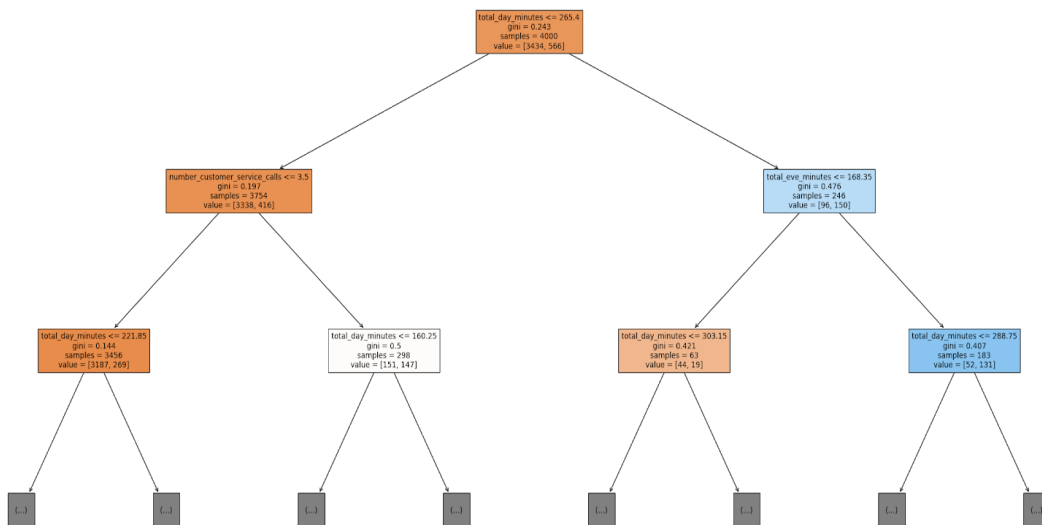 total_day_minutes <= 265.4
gini = 0.243
samples = 4000
value = [3434, 566]
number_customer_service_calls <= 3.5
gini = 0.197
samples = 3754
value = [3338, 416]
total_eve_minutes <= 168.35
gini = 0.476
samples = 246
value = [96, 150]
total_day_minutes <= 221.85
gini = 0.144
samples = 3456
value = [3187, 269]
total_day_minutes <= 160.25
gini = 0.5
samples = 298
value = [151, 147]
total_day_minutes <= 303.15
gini = 0.421
samples = 63
value = [44, 19]
total_day_minutes <= 288.75
gini = 0.407
samples = 183
value = [52, 131]
(...)
(...)
(...)
(...)
(...)
(...)
(...)
(...)